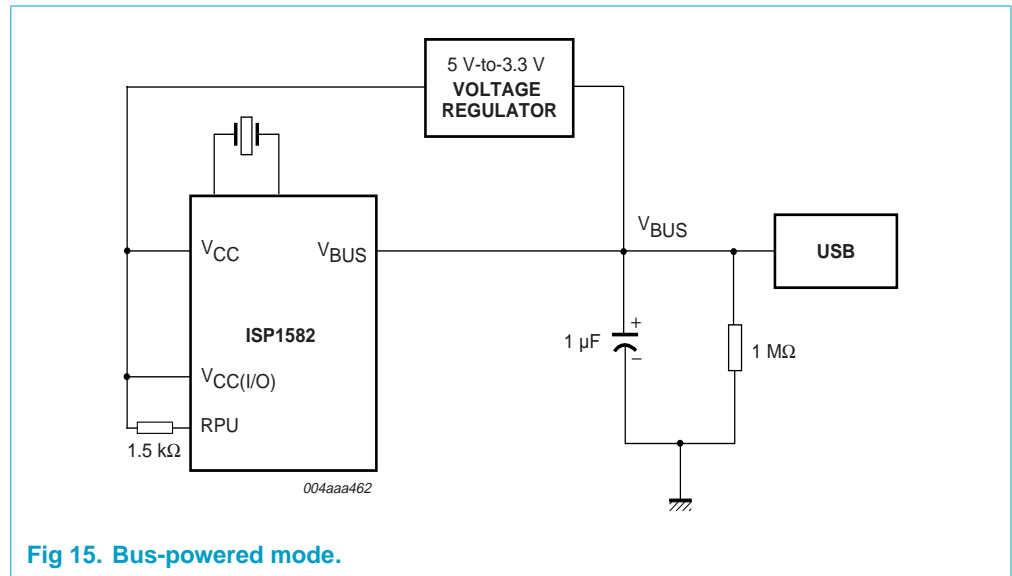 5 V-to-3.3 V
VOLTAGE
REGULATOR
VCC
VBUS
VBUS
USB
ISP1582
1 µF
+
−
1 MΩ
VCC(I/O)
RPU
1.5 kΩ
004aaa462
Fig 15. Bus-powered mode.